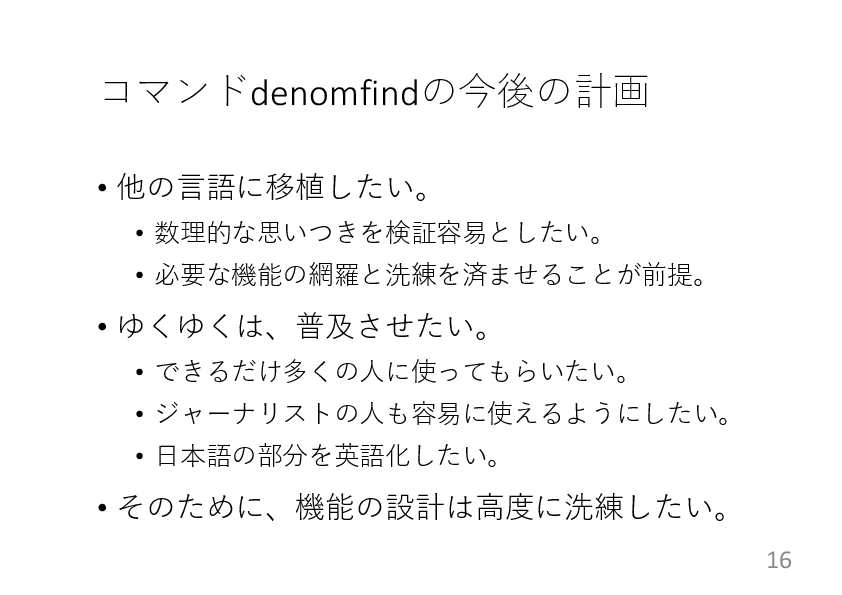 コマンドdenomfindの今後の計画
• 他の言語に移植したい。
• 数理的な思いつきを検証容易としたい。
• 必要な機能の網羅と洗練を済ませることが前提。
• ゆくゆくは、普及させたい。
• できるだけ多くの人に使ってもらいたい。
• ジャーナリストの人も容易に使えるようにしたい。
• 日本語の部分を英語化したい。
• そのために、機能の設計は高度に洗練したい。
16